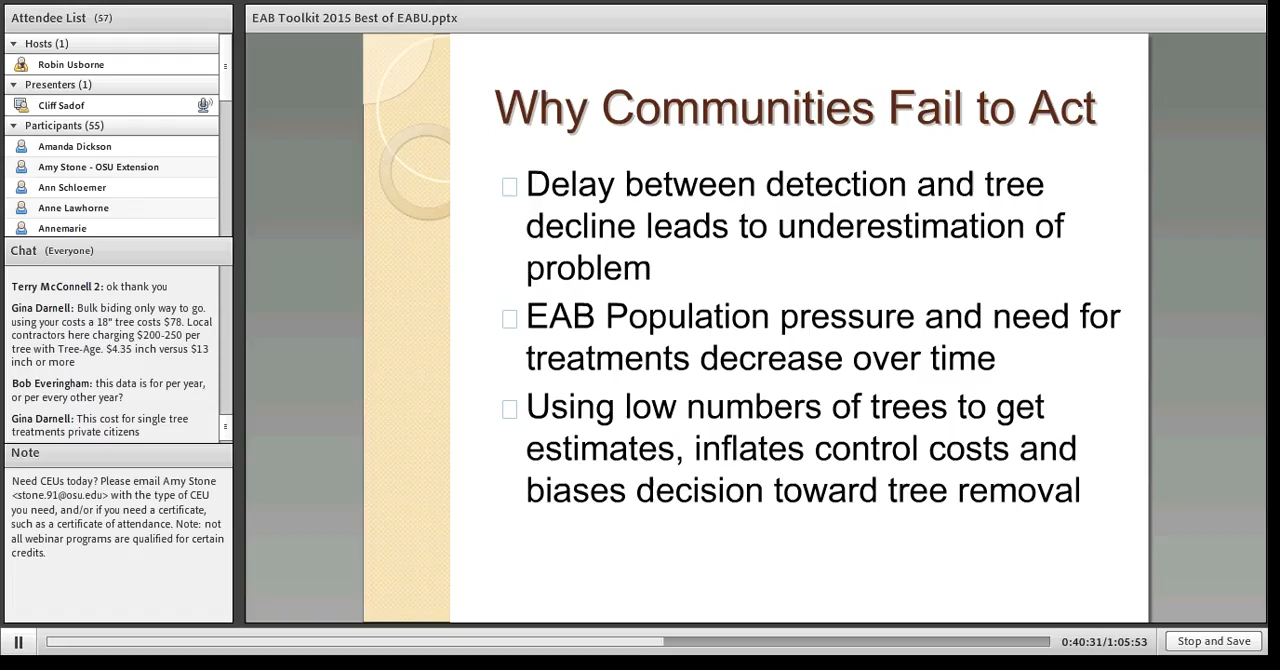 Attendee List (57)
Hosts (1)
Robin Usborne
Presenters (1)
Cliff Sadof
Participants (55)
Amanda Dickson
Amy Stone - OSU Extension
Ann Schloemer
Anne Lawhorne
Annemarie
Chat (Everyone)
Terry McConnell 2: ok thank you
Gina Darnell: Bulk biding only way to go.
using your costs a 18" tree costs $78. Local
contractors here charging $200-250 per
tree with Tree-Age. $4.35 inch versus $13
inch or more
Bob Everingham: this data is for per year,
or per every other year?
Gina Darnell: This cost for single tree
treatments private citizens
Note
Need CEUs today? Please email Amy Stone
<stone.91@osu.edu> with the type of CEU
you need, and/or if you need a certificate,
such as a certificate of attendance. Note: not
all webinar programs are qualified for certain
credits.
EAB Toolkit 2015 Best of EABU.pptx
Why Communities Fail to Act
Delay between detection and tree
decline leads to underestimation of
problem
EAB Population pressure and need for
treatments decrease over time
Using low numbers of trees to get
estimates, inflates control costs and
biases decision toward tree removal
0:40:31/1:05:53
Stop and Save